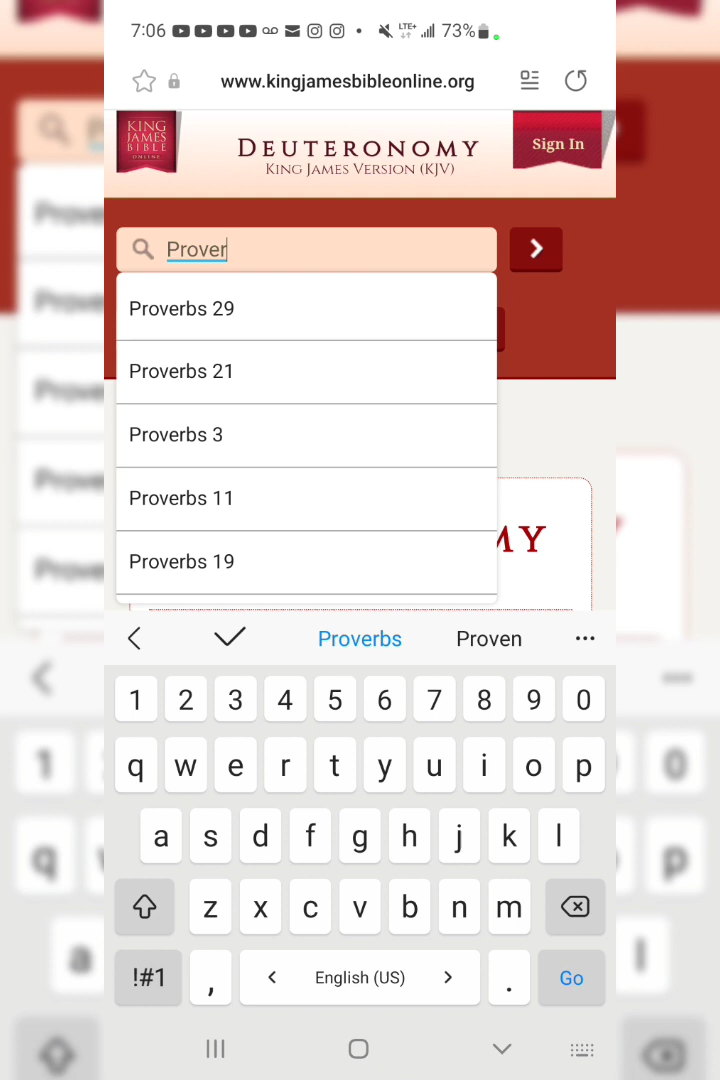 7:06 LTE+ 73%
www.kingjamesbibleonline.org
KING
JAMES
BIBLE
ONLINE
DEUTERONOMY
KING JAMES VERSION (KJV)
Sign In
Prover
Proverbs 29
Proverbs 21
Proverbs 3
Proverbs 11
Proverbs 19
MY
Proverbs Proven
1 2 3 4 5 6 7 8 9 0
q w e r t y u i o p
a s d f g h j k l
z x c v b n m
!#1 , < English (US) > . Go